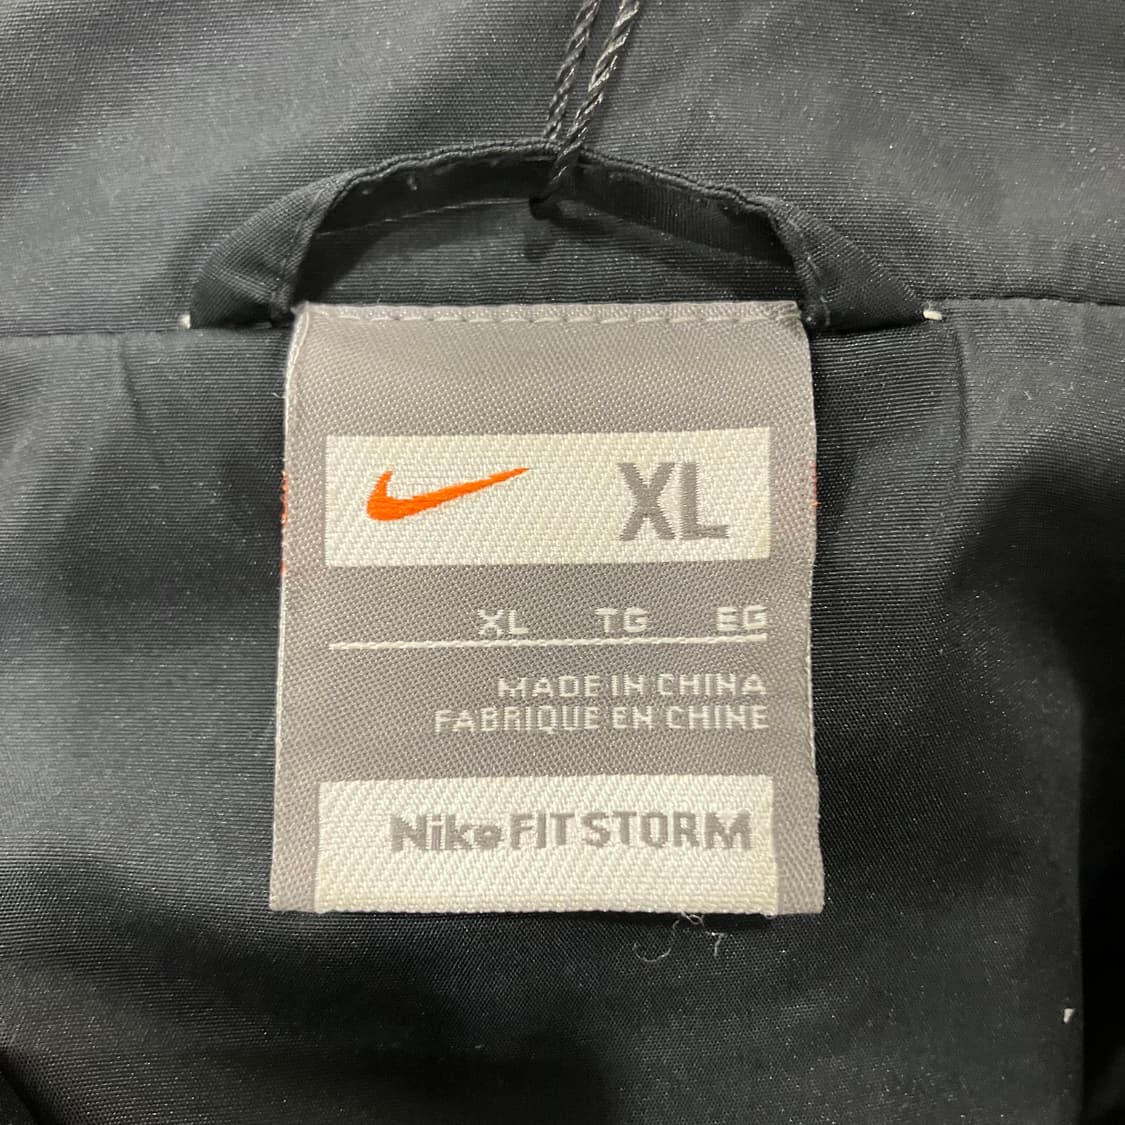 XL
XL TG EG
MADE IN CHINA
FABRIQUE EN CHINE
Nike FIT STORM